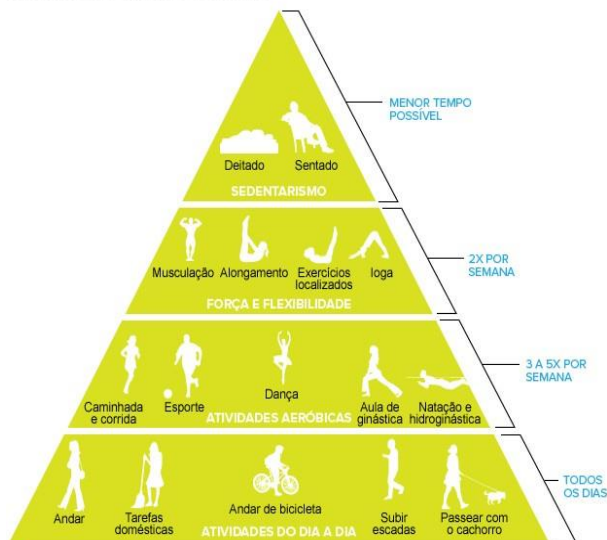 MENOR TEMPO
POSSÍVEL
Deitado
Sentado
SEDENTARISMO
Musculação
Alongamento
Exercícios
localizados
Ioga
FORÇA E FLEXIBILIDADE
2X POR
SEMANA
Caminhada
e corrida
Esporte
Dança
Aula de
ginástica
Natação e
hidroginástica
ATIVIDADES AERÓBICAS
3 A 5X POR
SEMANA
Andar
Tarefas
domésticas
Andar de bicicleta
Subir
escadas
Passear com
o cachorro
ATIVIDADES DO DIA A DIA
TODOS
OS DIAS